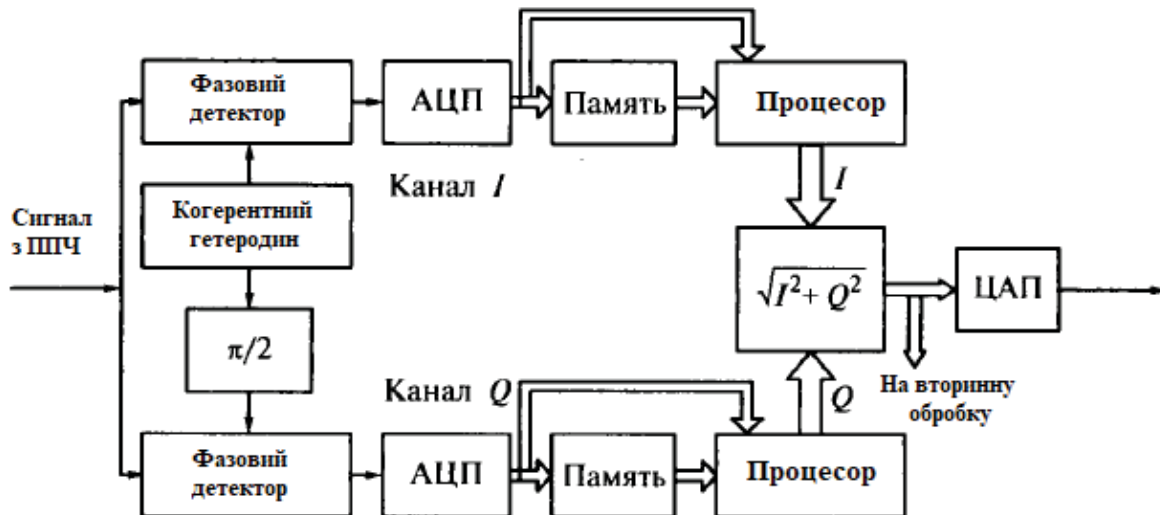 Фазовий
детектор
АЦП
Память
Процесор
Канал I
I
Сигнал
з ППЧ
Когерентний
гетеродин
√I² + Q²
ЦАП
π/2
На вторинну
обробку
Канал Q
Q
Фазовий
детектор
АЦП
Память
Процесор